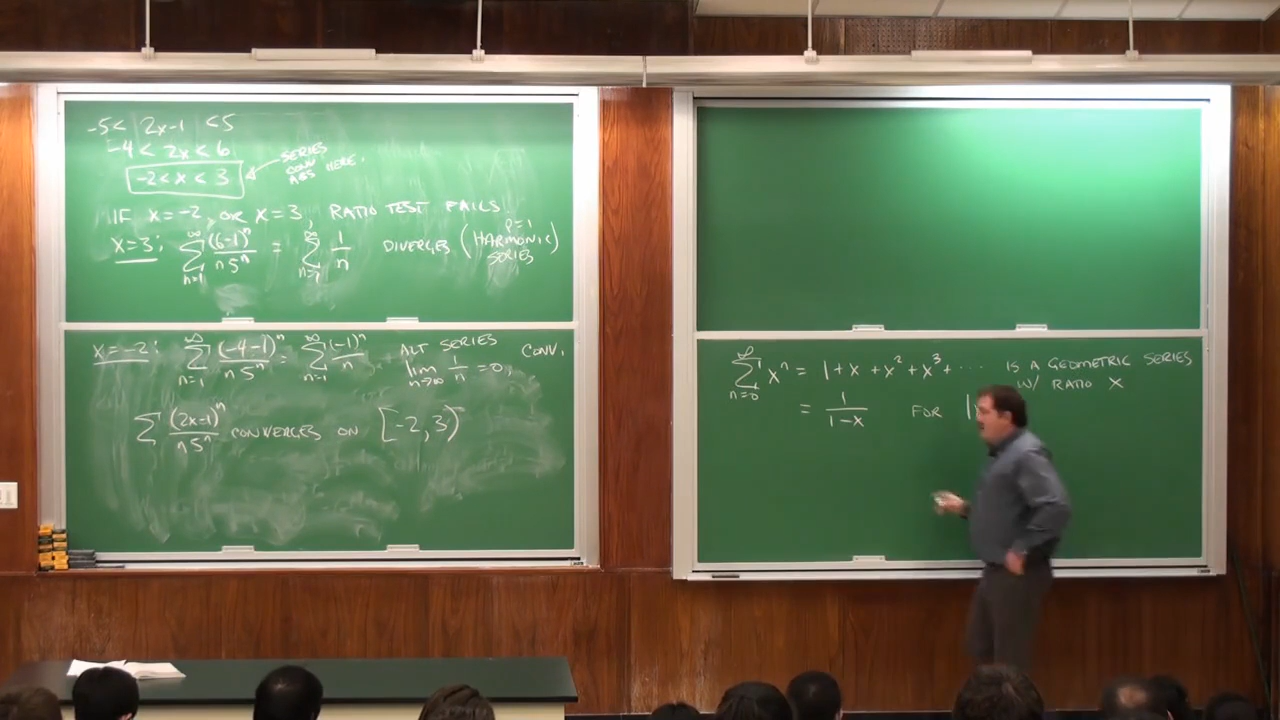 -5 < 2x-1 < 5
-4 < 2x < 6
-2 < x < 3
SERIES
CONV
ABS HERE.
IF X=-2, OR X=3, RATIO TEST FAILS.
X=3: ∞∑n=1 (6-1)^n / n5^n = ∞∑n=1 1/n DIVERGES (P=1 HARMONIC SERIES)
X=-2: ∞∑n=1 (-4-1)^n / n5^n = ∞∑n=1 (-1)^n / n ALT SERIES CONV.
lim n→∞ 1/n = 0,
∑ (2x-1)^n / n5^n CONVERGES ON [-2, 3)
∞∑n=0 x^n = 1 + x + x^2 + x^3 + ··· IS A GEOMETRIC SERIES
W/ RATIO X
= 1 / 1-x FOR